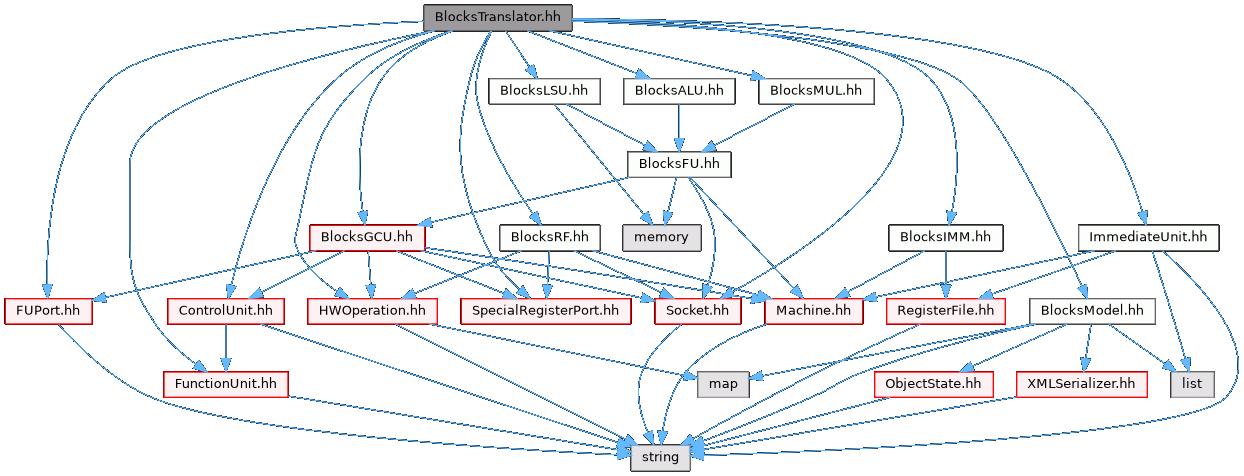 BlocksTranslator.hh
BlocksLSU.hh
BlocksALU.hh
BlocksMUL.hh
BlocksFU.hh
BlocksGCU.hh
BlocksRF.hh
memory
BlocksIMM.hh
ImmediateUnit.hh
FUPort.hh
ControlUnit.hh
HWOperation.hh
SpecialRegisterPort.hh
Socket.hh
Machine.hh
RegisterFile.hh
BlocksModel.hh
FunctionUnit.hh
map
ObjectState.hh
XMLSerializer.hh
list
string